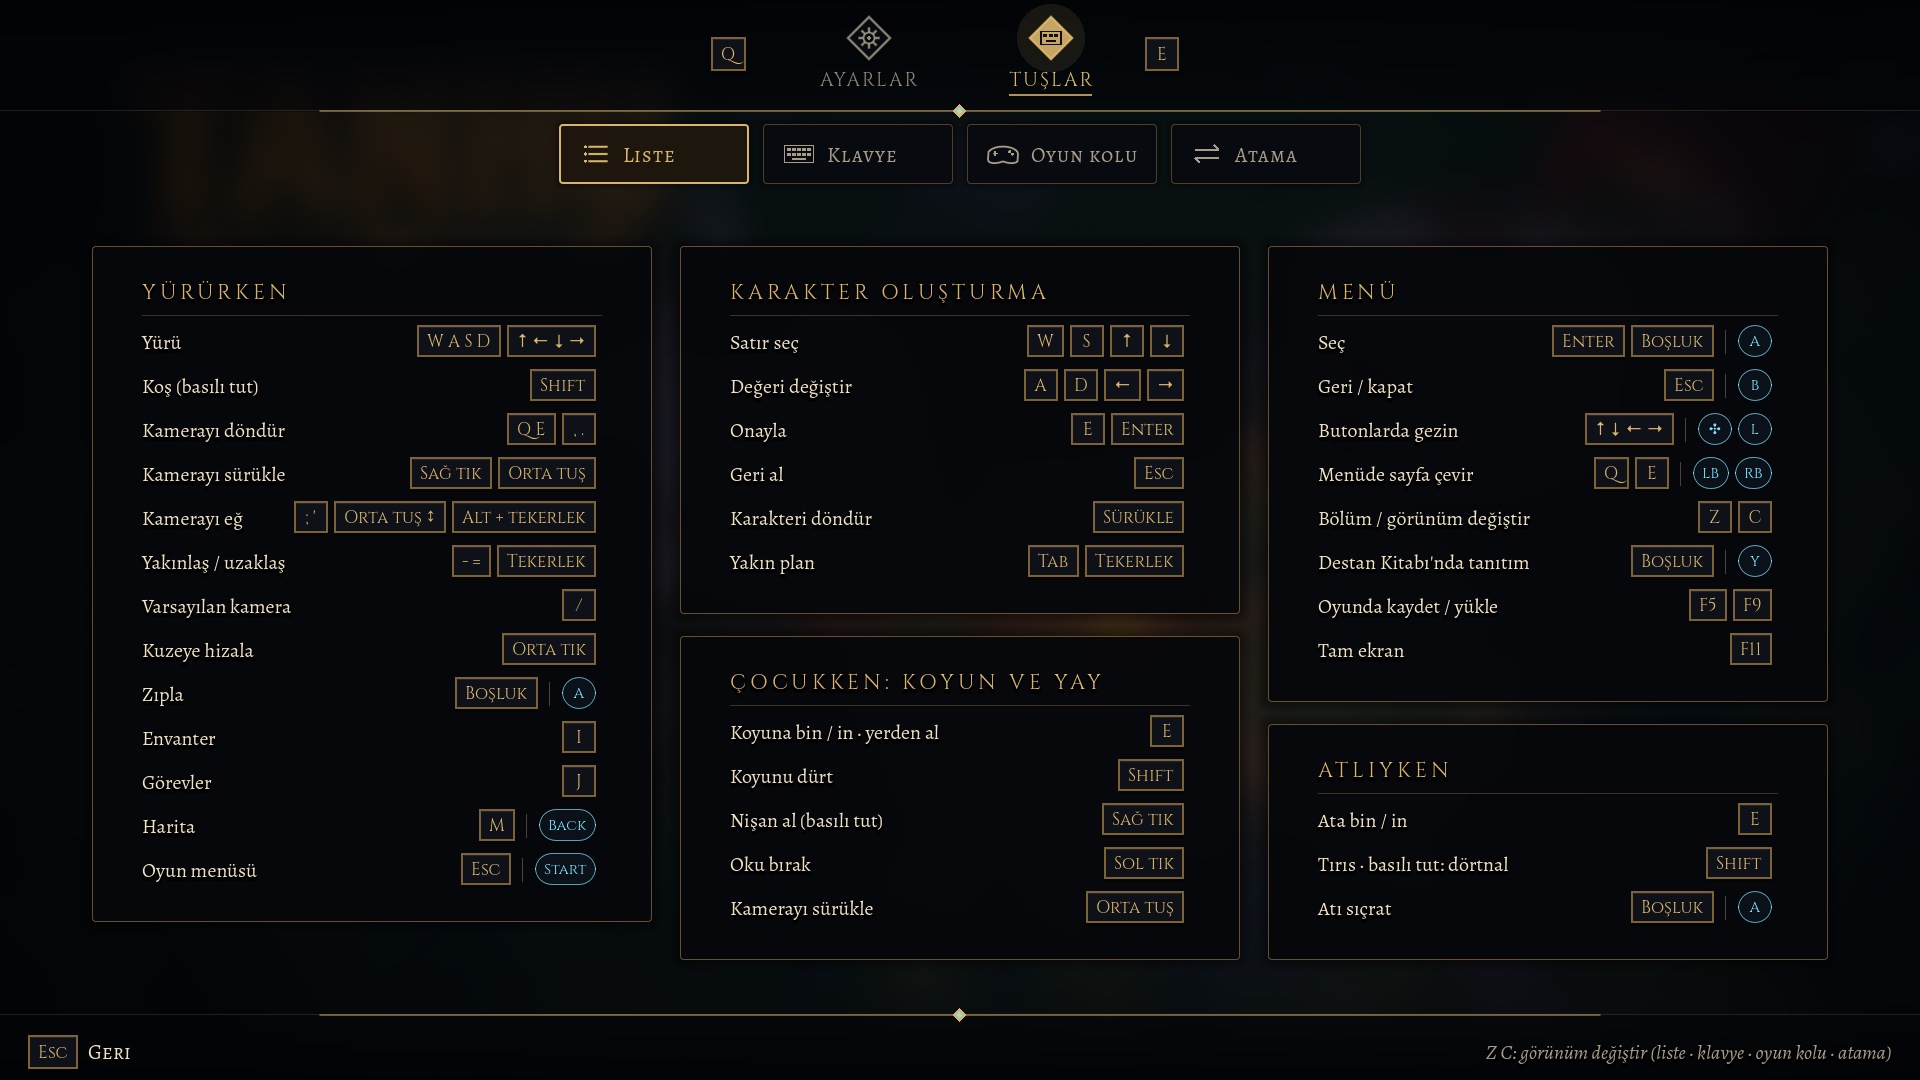 Q
AYARLAR
TUŞLAR
E
LISTE
KLAVYE
OYUN KOLU
ATAMA
YÜRÜRKEN
Yürü W A S D ↑ ← ↓ →
Koş (basılı tut) SHIFT
Kamerayı döndür Q E , .
Kamerayı sürükle SAĞ TIK ORTA TUŞ
Kamerayı eğ ; ' ORTA TUŞ ↕ ALT + TEKERLEK
Yakınlaş / uzaklaş - = TEKERLEK
Varsayılan kamera /
Kuzeye hizala ORTA TIK
Zıpla BOŞLUK A
Envanter I
Görevler J
Harita M BACK
Oyun menüsü ESC START
KARAKTER OLUŞTURMA
Satır seç W S ↑ ↓
Değeri değiştir A D ← →
Onayla E ENTER
Geri al ESC
Karakteri döndür SÜRÜKLE
Yakın plan TAB TEKERLEK
ÇOCUKKEN: KOYUN VE YAY
Koyuna bin / in · yerden al E
Koyunu dürt SHIFT
Nişan al (basılı tut) SAĞ TIK
Oku bırak SOL TIK
Kamerayı sürükle ORTA TUŞ
MENÜ
Seç ENTER BOŞLUK A
Geri / kapat ESC B
Butonlarda gezin ↑ ↓ ← → L
Menüde sayfa çevir Q E LB RB
Bölüm / görünüm değiştir Z C
Destan Kitabı'nda tanıtım BOŞLUK Y
Oyunda kaydet / yükle F5 F9
Tam ekran F11
ATLIYKEN
Ata bin / in E
Tırıs · basılı tut: dörtnal SHIFT
Atı sıçrat BOŞLUK A
ESC GERI
Z C: görünüm değiştir (liste · klavye · oyun kolu · atama)